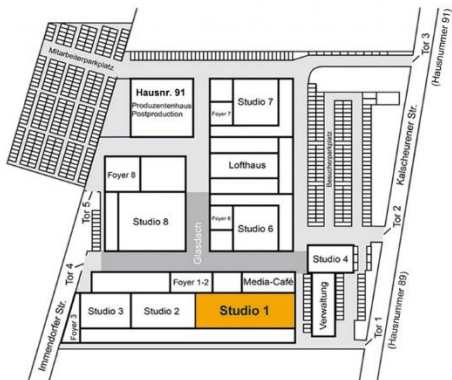 Mitarbeiterparkplatz
Hausnr. 91
Produzentenhaus
Postproduction
Foyer 7
Studio 7
Lofthaus
Foyer 8
Studio 8
Glasdach
Foyer 6
Studio 6
Besucherparkplatz
Tor 3
(Hausnummer 91)
Kalscheurener Str.
Tor 2
Tor 5
Tor 4
Immendorfer Str.
Studio 4
Foyer 1-2
Media-Café
Foyer 3
Studio 3
Studio 2
Studio 1
Verwaltung
Tor 1
(Hausnummer 89)